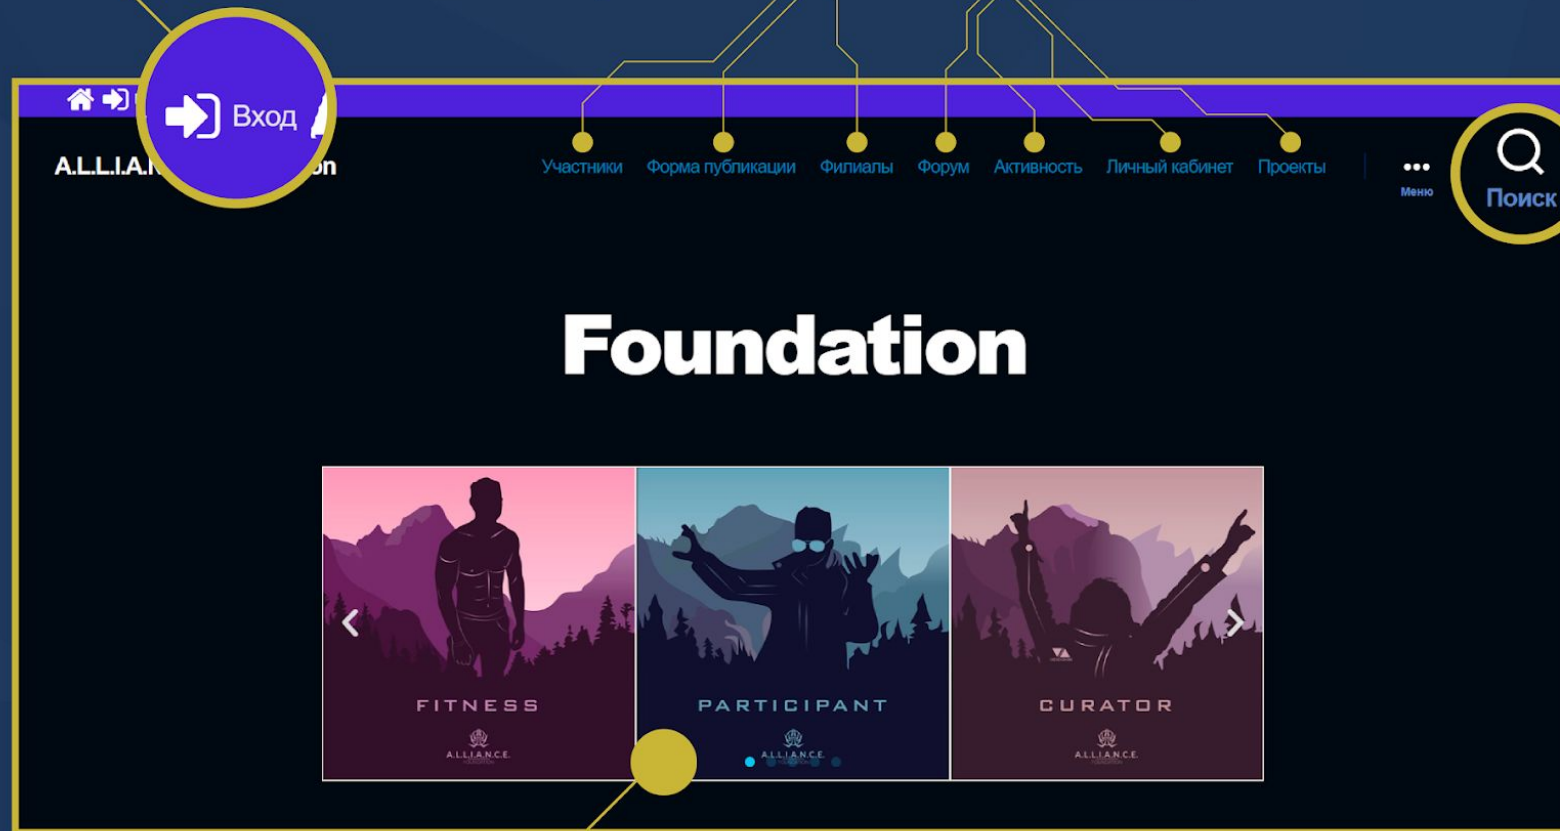 Вход
A.L.L.I.A.
on
Участники Форма публикации Филиалы Форум Активность Личный кабинет Проекты
Меню
Поиск
Foundation
FITNESS
A.L.L.I.A.N.C.E.
PARTICIPANT
A.L.L.I.A.N.C.E.
CURATOR
A.L.L.I.A.N.C.E.